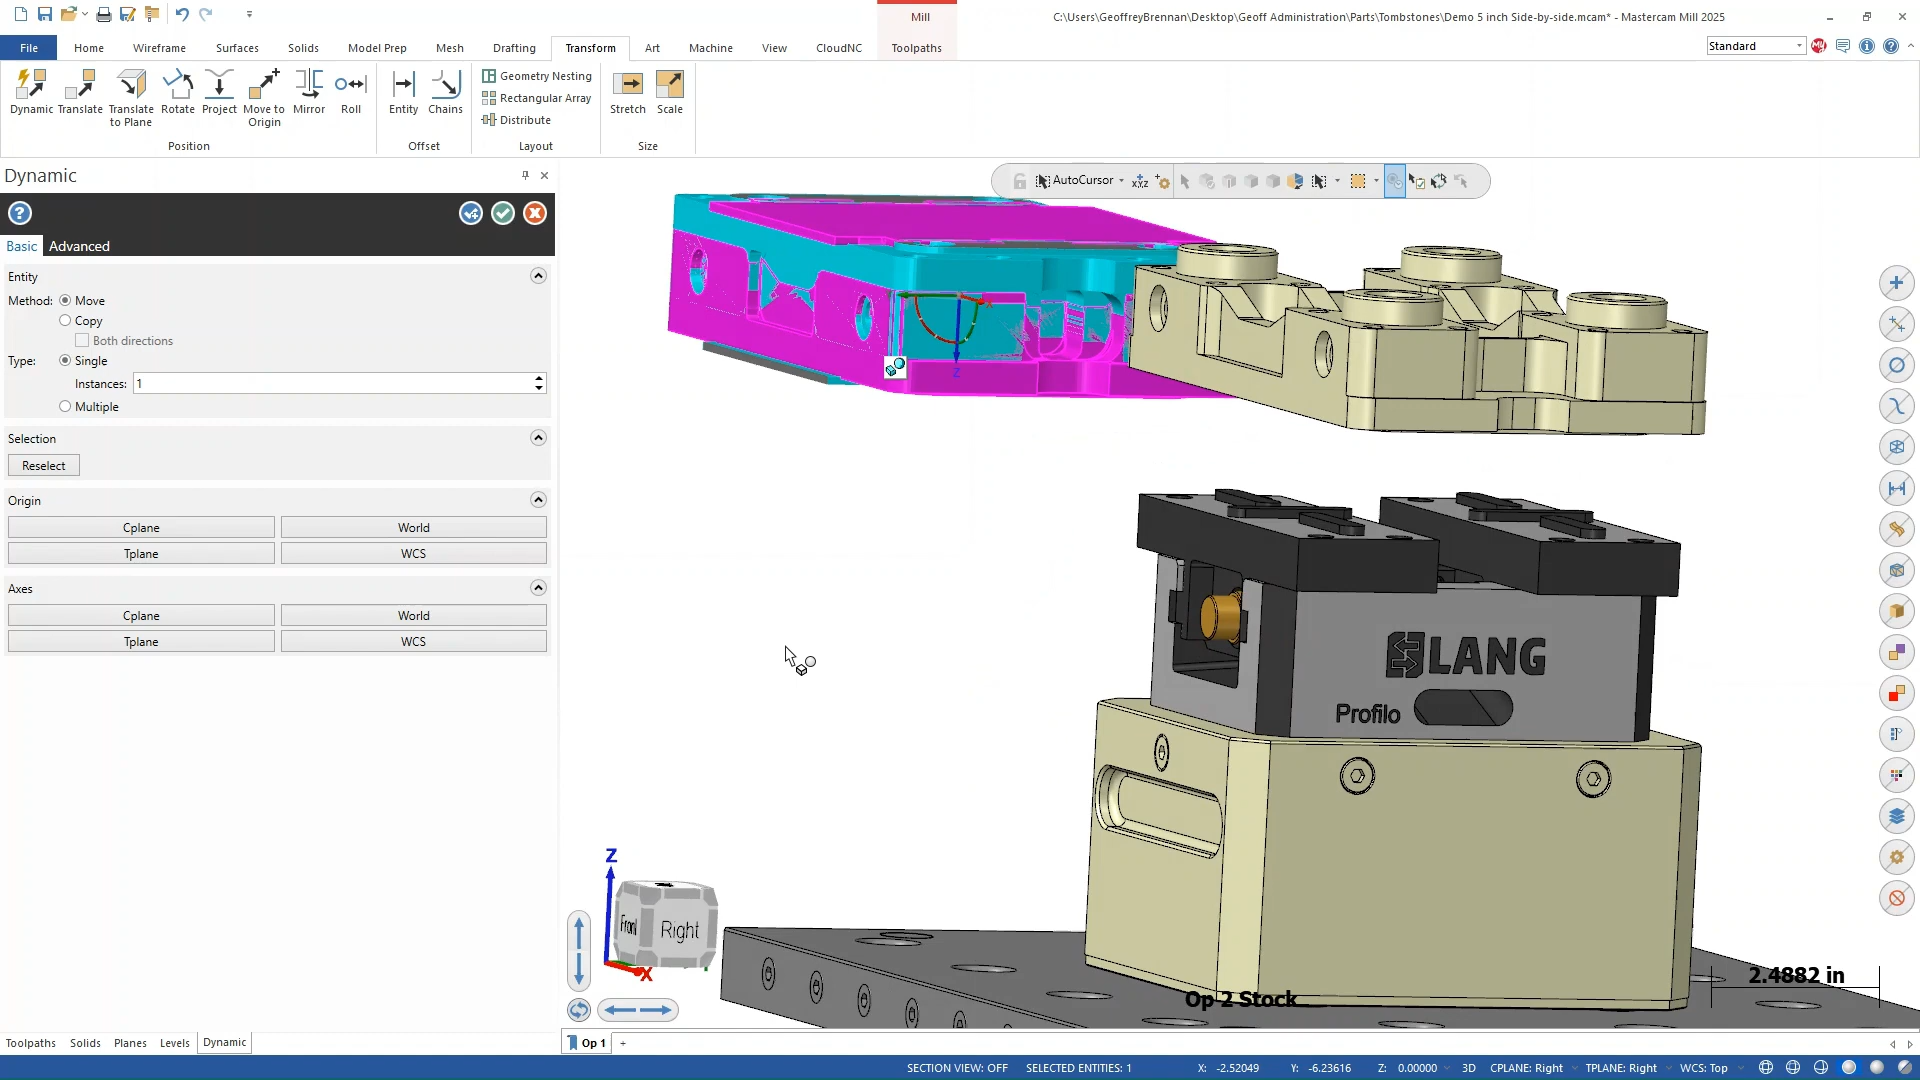 Mill
C:\Users\GeoffreyBrennan\Desktop\Geoff Administration\Parts\Tombstones\Demo 5 inch Side-by-side.mcam* - Mastercam Mill 2025
File
Home
Wireframe
Surfaces
Solids
Model Prep
Mesh
Drafting
Transform
Art
Machine
View
CloudNC
Toolpaths
Standard
Dynamic
Translate
Translate to Plane
Rotate
Project
Move to Origin
Mirror
Roll
Position
Entity
Chains
Offset
Geometry Nesting
Rectangular Array
Distribute
Layout
Stretch
Scale
Size
Dynamic
AutoCursor
Basic
Advanced
Entity
Method:
Move
Copy
Both directions
Type:
Single
Instances:
1
Multiple
Selection
Reselect
Origin
Cplane
World
Tplane
WCS
Axes
Cplane
World
Tplane
WCS
Z
LANG
Profilo
Z
Front
Right
X
Op 2 Stock
2.4882 in
Toolpaths
Solids
Planes
Levels
Dynamic
Op 1
+
SECTION VIEW: OFF
SELECTED ENTITIES: 1
X: -2.52049
Y: -6.23616
Z: 0.00000
3D
CPLANE: Right
TPLANE: Right
WCS: Top